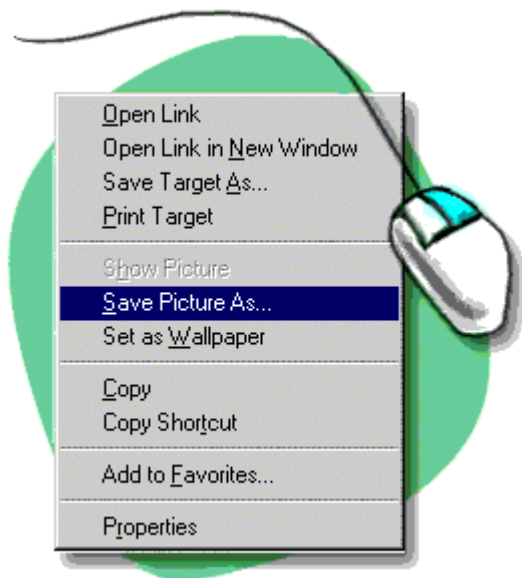 Open Link
Open Link in New Window
Save Target As...
Print Target
Show Picture
Save Picture As...
Set as Wallpaper
Copy
Copy Shortcut
Add to Favorites...
Properties